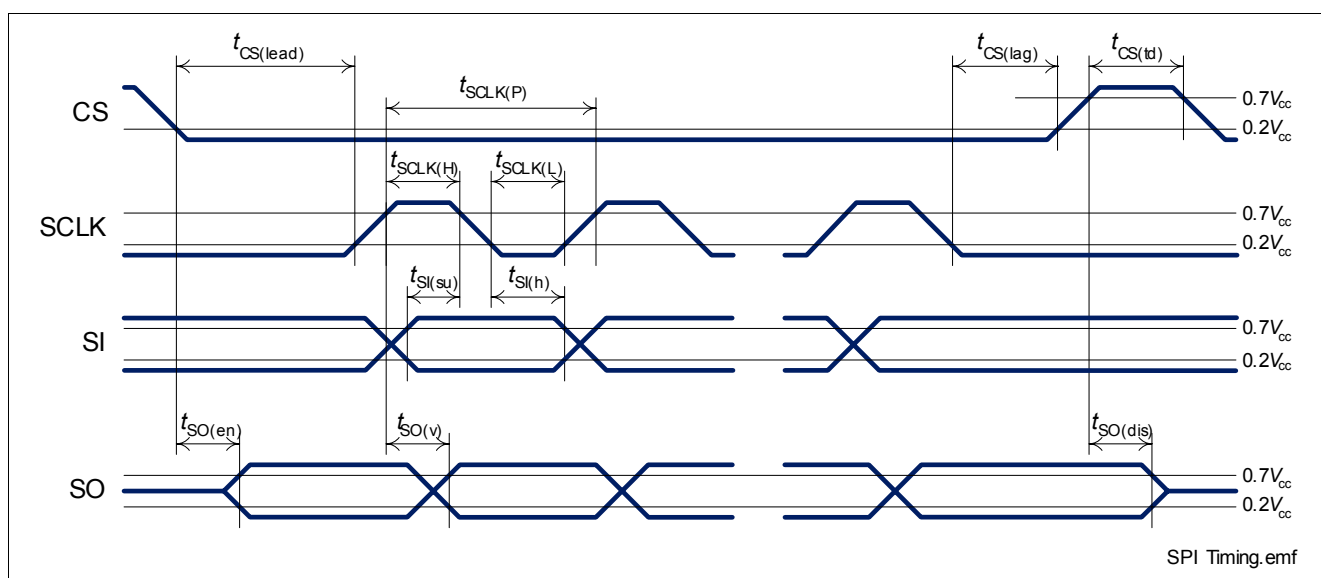 tCS(lead)
tCS(lag)
tCS(td)
tSCLK(P)
CS
0.7Vcc
0.2Vcc
tSCLK(H)
tSCLK(L)
SCLK
0.7Vcc
0.2Vcc
tSI(su)
tSI(h)
SI
0.7Vcc
0.2Vcc
tSO(en)
tSO(v)
tSO(dis)
SO
0.7Vcc
0.2Vcc
SPI Timing.emf